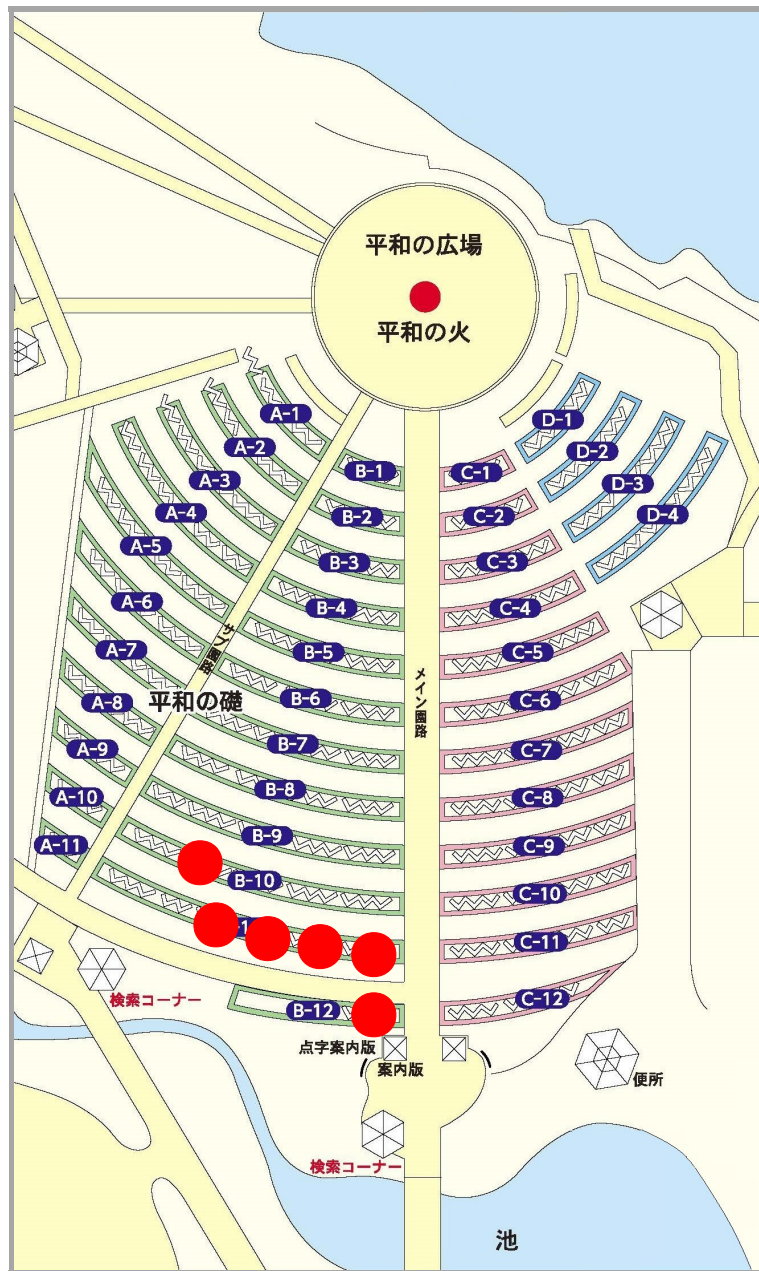 平和の広場
平和の火
A-1
A-2
A-3
A-4
A-5
A-6
A-7
A-8
A-9
A-10
A-11
B-1
B-2
B-3
B-4
B-5
B-6
B-7
B-8
B-9
B-10
B-12
C-1
C-2
C-3
C-4
C-5
C-6
C-7
C-8
C-9
C-10
C-11
C-12
D-1
D-2
D-3
D-4
サブ園路
メイン園路
平和の礎
検索コーナー
点字案内版
案内版
便所
検索コーナー
池